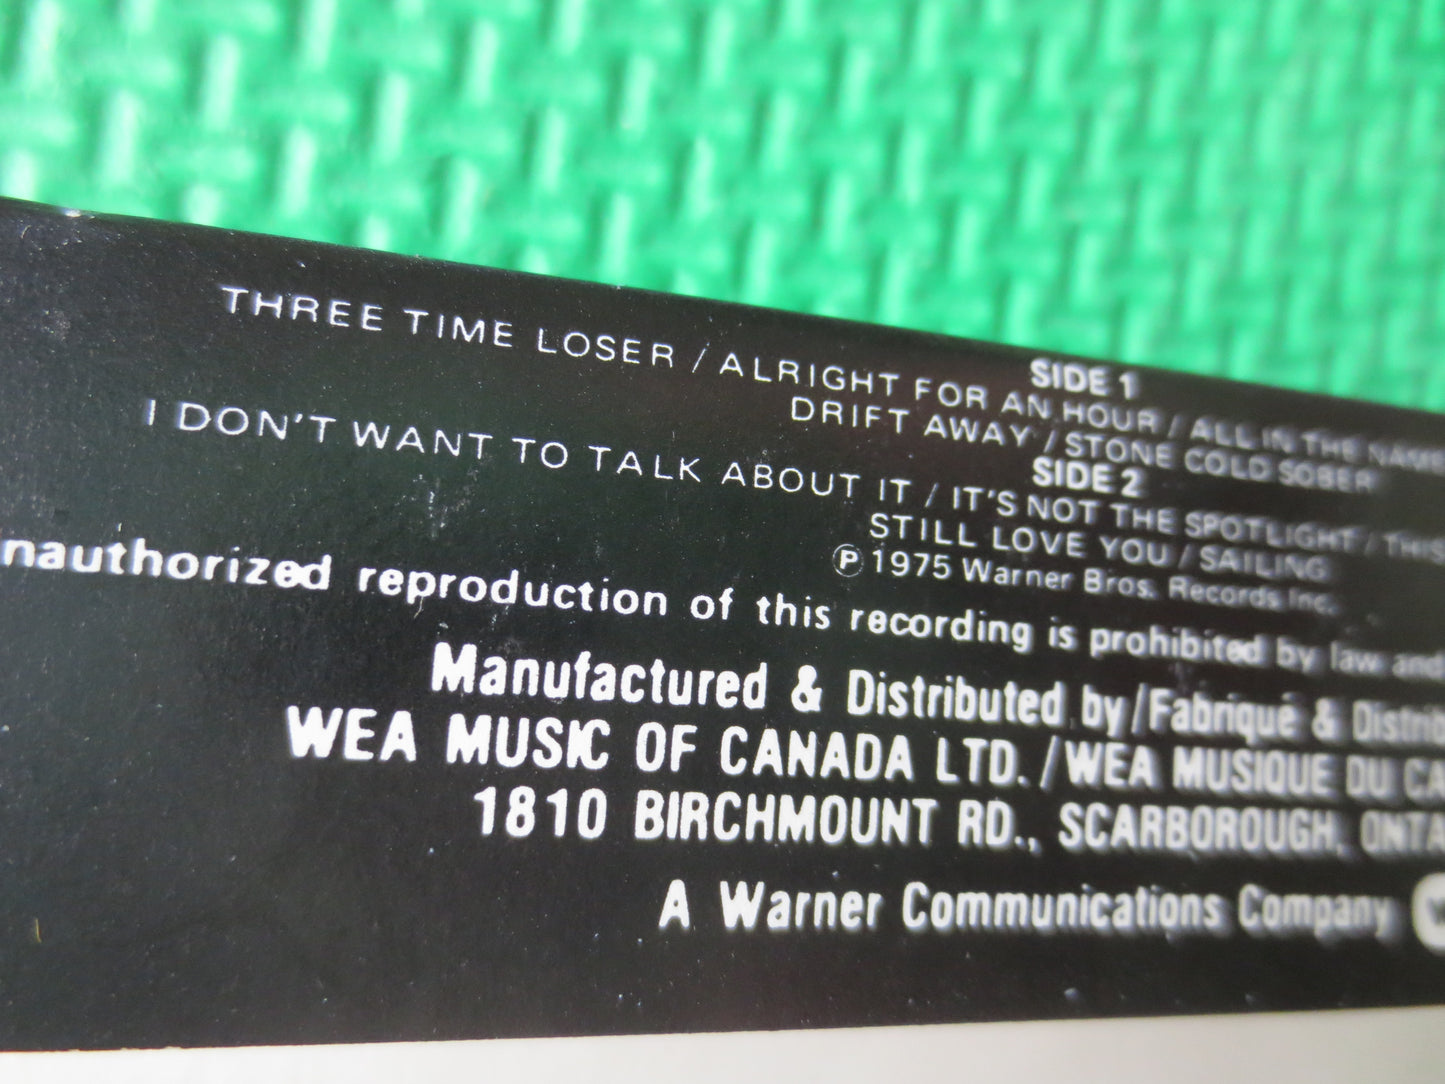 SIDE 1
THREE TIME LOSER / ALRIGHT FOR AN HOUR / ALL IN THE NAME
DRIFT AWAY / STONE COLD SOBER
SIDE 2
I DON'T WANT TO TALK ABOUT IT / IT'S NOT THE SPOTLIGHT / THIS
STILL LOVE YOU / SAILING
Ⓟ 1975 Warner Bros. Records Inc.
nauthorized reproduction of this recording is prohibited by law and
Manufactured & Distributed by/Fabriqué & Distrib
WEA MUSIC OF CANADA LTD./WEA MUSIQUE DU CA
1810 BIRCHMOUNT RD., SCARBOROUGH, ONTA
A Warner Communications Company